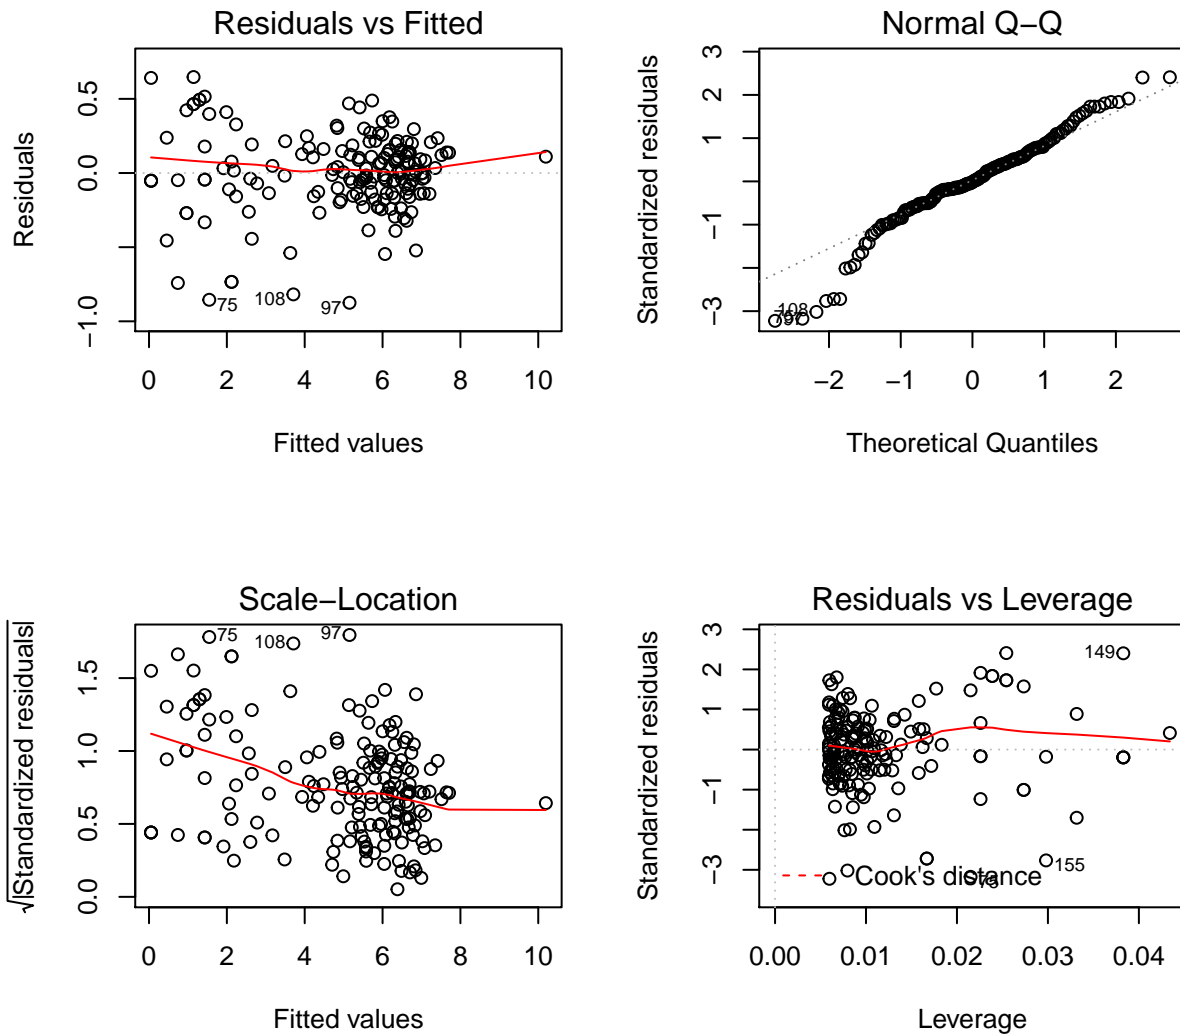 Residuals vs Fitted
Residuals
−1.0 0.0 0.5
75 108 97
0 2 4 6 8 10
Fitted values
Normal Q−Q
Standardized residuals
−3 −1 1 2 3
108
−2 −1 0 1 2
Theoretical Quantiles
Scale−Location
√|Standardized residuals|
0.0 0.5 1.0 1.5
75 108 97
0 2 4 6 8 10
Fitted values
Residuals vs Leverage
Standardized residuals
−3 −1 1 2 3
149
155
75
Cook's distance
0.00 0.01 0.02 0.03 0.04
Leverage